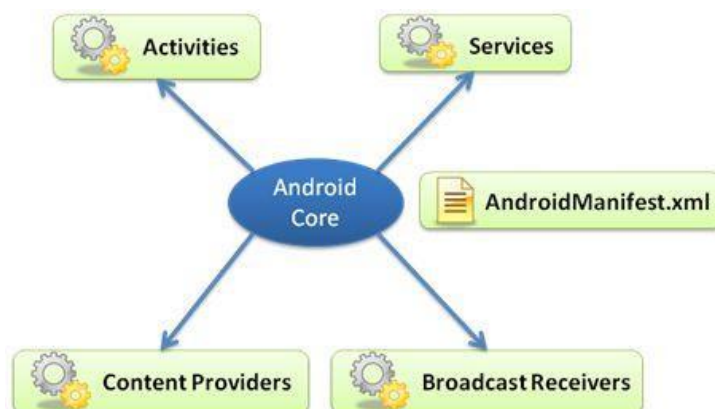 Activities
Services
Android
Core
AndroidManifest.xml
Content Providers
Broadcast Receivers